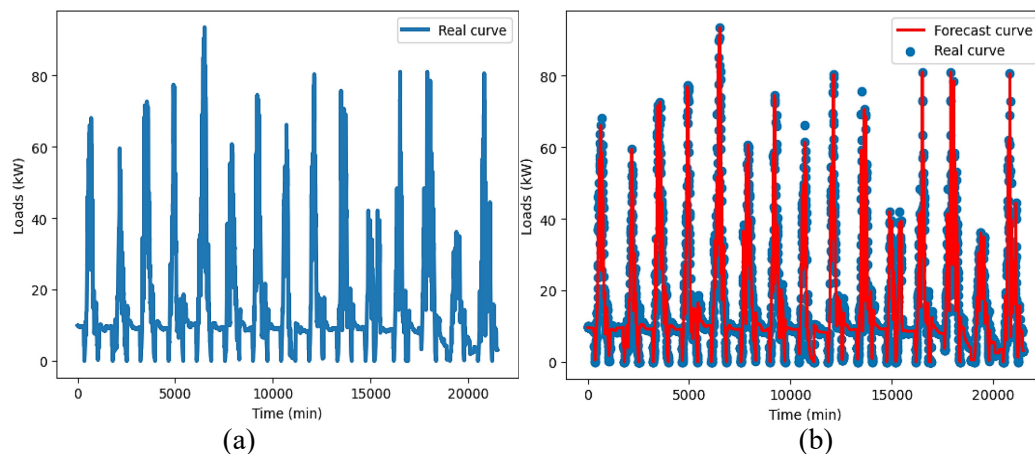 Real curve
80
60
40
20
0
Loads (kW)
0 5000 10000 15000 20000
Time (min)
(a)
Forecast curve
Real curve
80
60
40
20
0
Loads (kW)
0 5000 10000 15000 20000
Time (min)
(b)